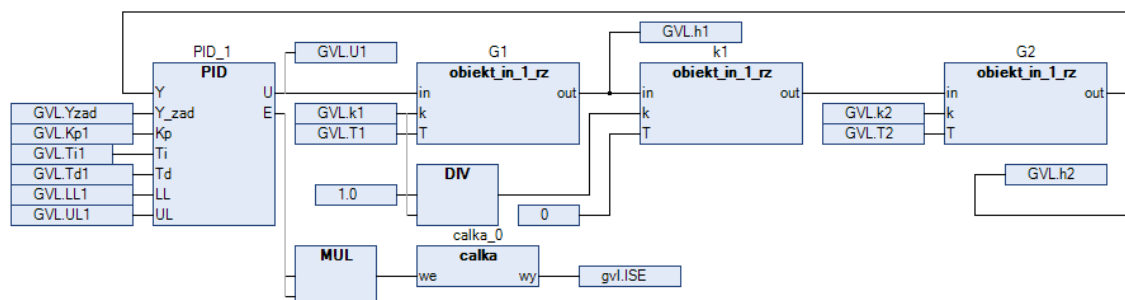 GVL.h1
PID_1
G1
k1
G2
GVL.U1
PID
obiekt_in_1_rz
obiekt_in_1_rz
obiekt_in_1_rz
Y U
in out
in out
in out
GVL.Yzad
Y_zad E
GVL.k1
k
k
GVL.k2
k
GVL.Kp1
Kp
GVL.T1
T
T
GVL.T2
T
GVL.Ti1
Ti
GVL.Td1
Td
DIV
GVL.h2
GVL.LL1
LL
1.0
GVL.UL1
UL
0
calka_0
MUL
calka
we wy
gvl.ISE